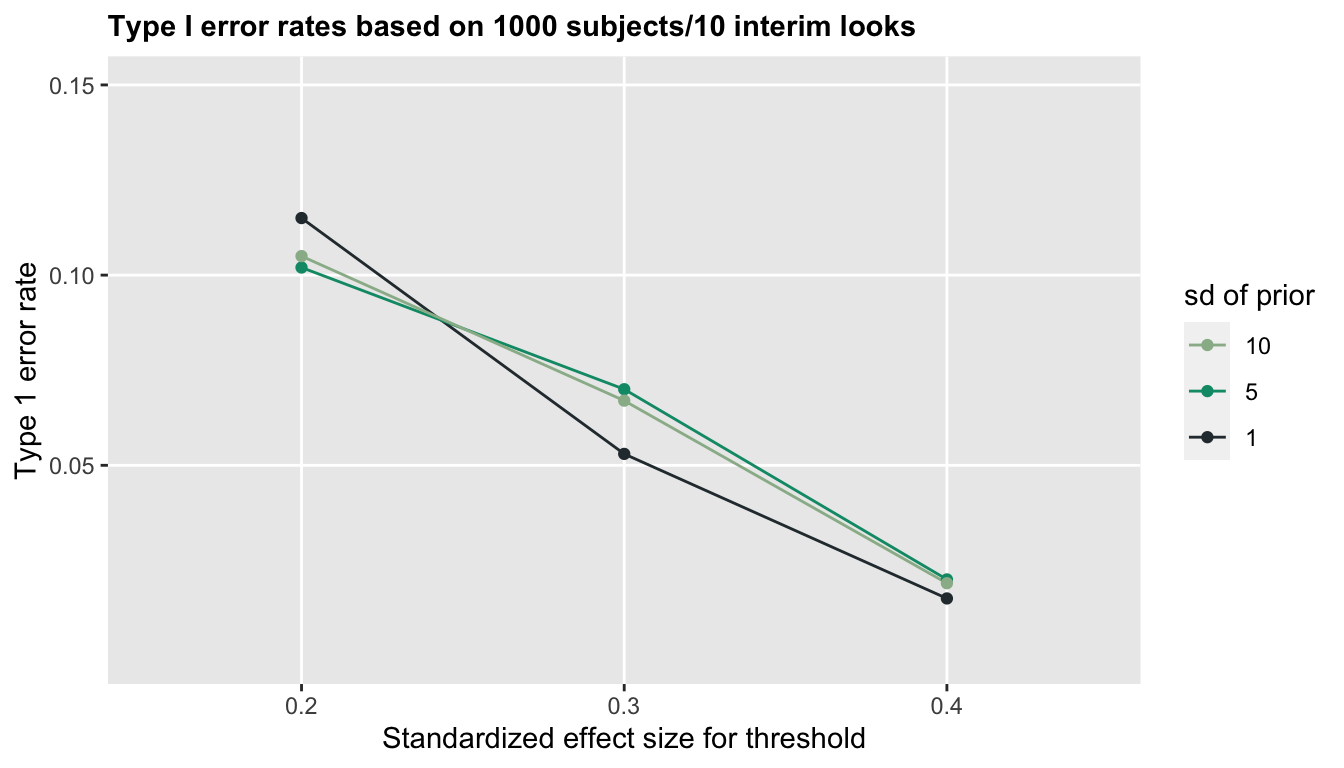 Type I error rates based on 1000 subjects/10 interim looks
0.15
0.10
0.05
Type 1 error rate
0.2
0.3
0.4
Standardized effect size for threshold
sd of prior
10
5
1